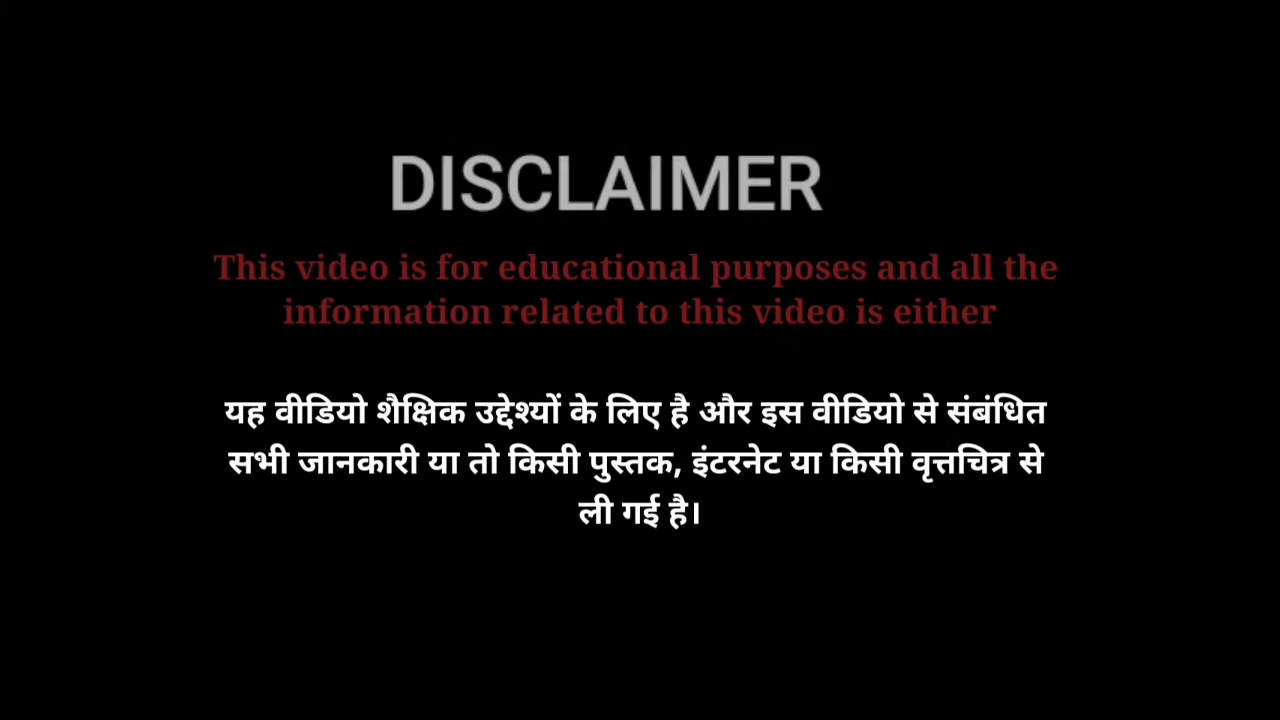 DISCLAIMER
This video is for educational purposes and all the
information related to this video is either
यह वीडियो शैक्षिक उद्देश्यों के लिए है और इस वीडियो से संबंधित
सभी जानकारी या तो किसी पुस्तक, इंटरनेट या किसी वृत्तचित्र से
ली गई है।